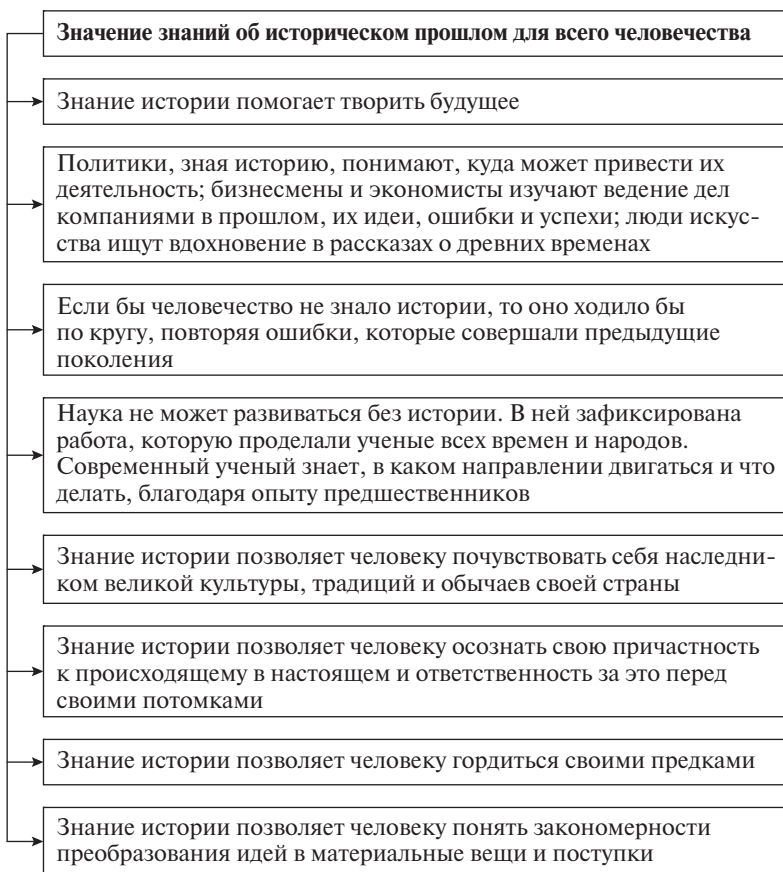 Значение знаний об историческом прошлом для всего человечества
Знание истории помогает творить будущее
Политики, зная историю, понимают, куда может привести их
деятельность; бизнесмены и экономисты изучают ведение дел
компаниями в прошлом, их идеи, ошибки и успехи; люди искус-
ства ищут вдохновение в рассказах о древних временах
Если бы человечество не знало истории, то оно ходило бы
по кругу, повторяя ошибки, которые совершали предыдущие
поколения
Наука не может развиваться без истории. В ней зафиксирована
работа, которую проделали ученые всех времен и народов.
Современный ученый знает, в каком направлении двигаться и что
делать, благодаря опыту предшественников
Знание истории позволяет человеку почувствовать себя наследни-
ком великой культуры, традиций и обычаев своей страны
Знание истории позволяет человеку осознать свою причастность
к происходящему в настоящем и ответственность за это перед
своими потомками
Знание истории позволяет человеку гордиться своими предками
Знание истории позволяет человеку понять закономерности
преобразования идей в материальные вещи и поступки